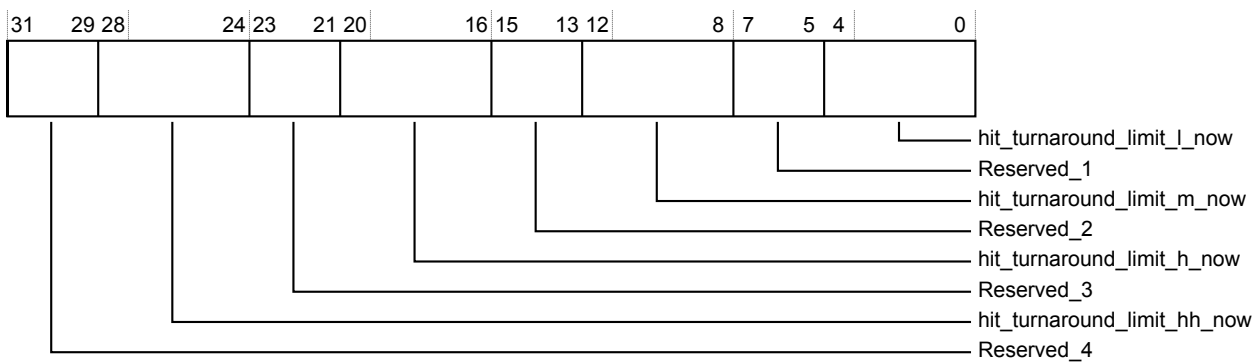 31 29 28 24 23 21 20 16 15 13 12 8 7 5 4 0
hit_turnaround_limit_l_now
Reserved_1
hit_turnaround_limit_m_now
Reserved_2
hit_turnaround_limit_h_now
Reserved_3
hit_turnaround_limit_hh_now
Reserved_4